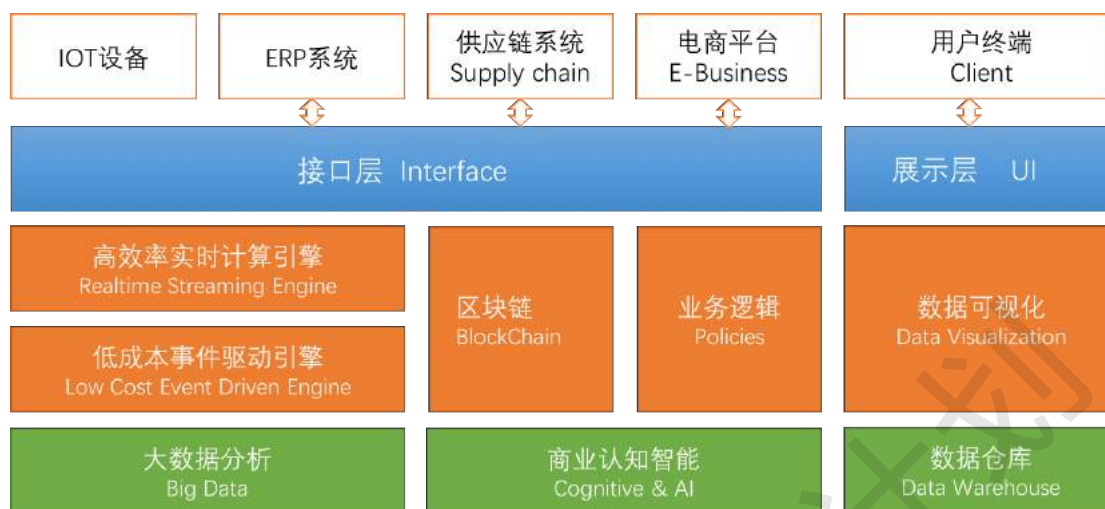 IOT设备
ERP系统
供应链系统
Supply chain
电商平台
E-Business
用户终端
Client
接口层 Interface
展示层 UI
高效率实时计算引擎
Realtime Streaming Engine
低成本事件驱动引擎
Low Cost Event Driven Engine
区块链
BlockChain
业务逻辑
Policies
数据可视化
Data Visualization
大数据分析
Big Data
商业认知智能
Cognitive & AI
数据仓库
Data Warehouse
计划